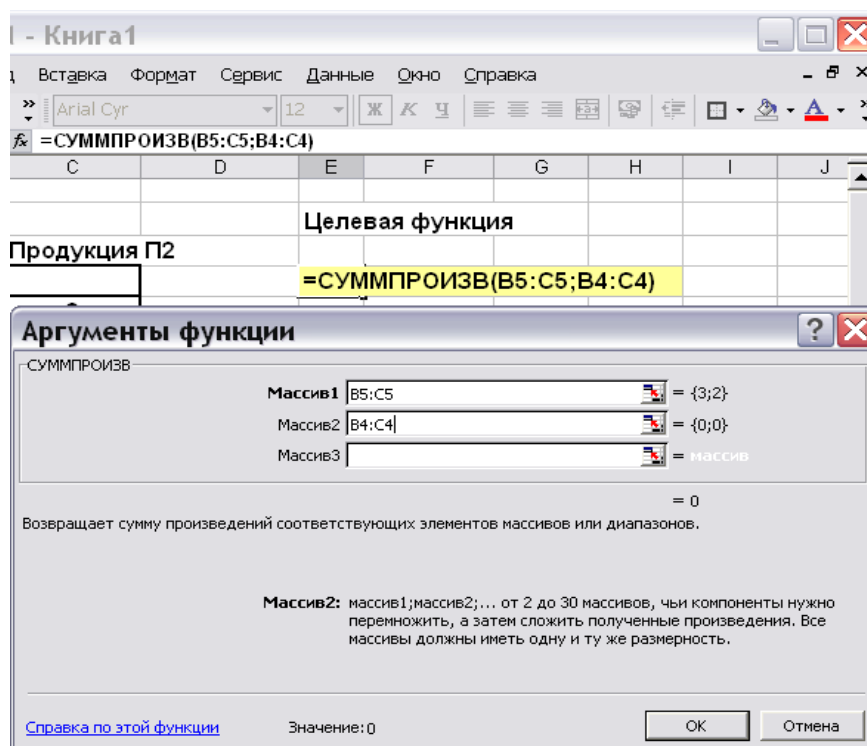 - Книга1
Вставка Формат Сервис Данные Окно Справка
Arial Cyr 12 Ж К Ч
fx =СУММПРОИЗВ(B5:C5;B4:C4)
C D E F G H I J
Целевая функция
Продукция П2
=СУММПРОИЗВ(B5:C5;B4:C4)
Аргументы функции
СУММПРОИЗВ
Массив1 B5:C5 = {3;2}
Массив2 B4:C4 = {0;0}
Массив3 = массив
= 0
Возвращает сумму произведений соответствующих элементов массивов или диапазонов.
Массив2: массив1;массив2;... от 2 до 30 массивов, чьи компоненты нужно
перемножить, а затем сложить полученные произведения. Все
массивы должны иметь одну и ту же размерность.
Справка по этой функции Значение:0 ОК Отмена